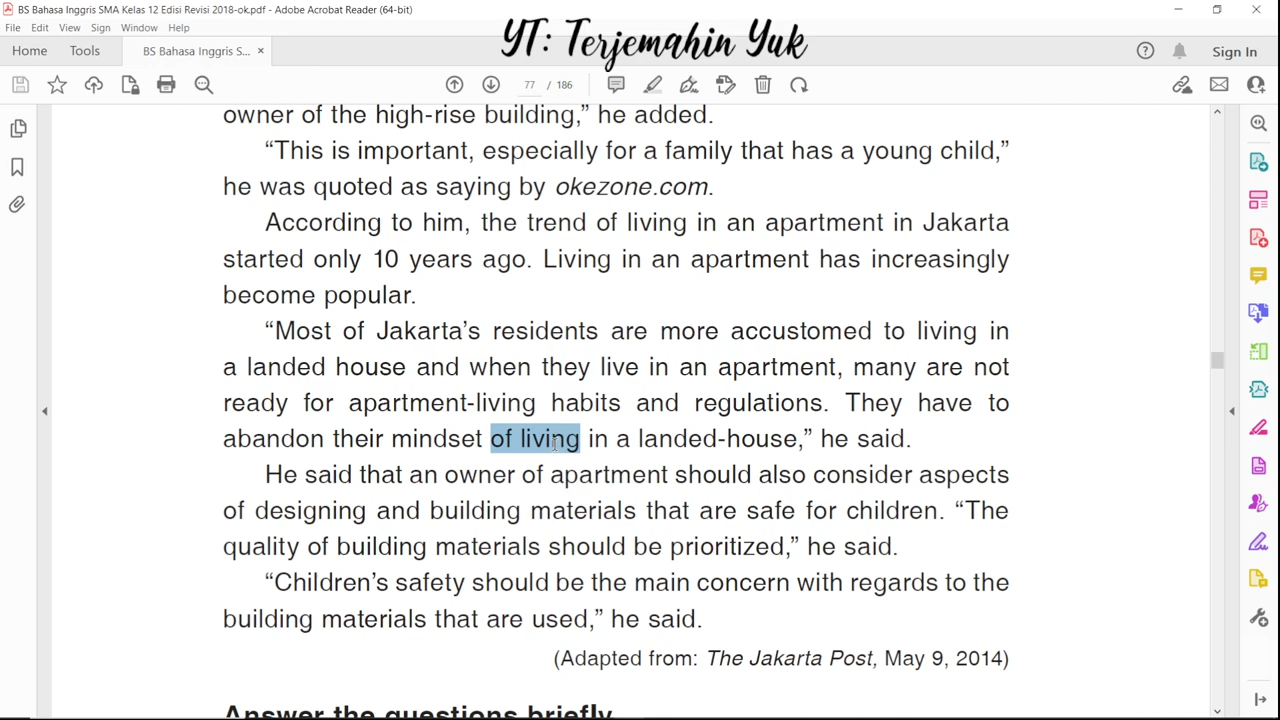 BS Bahasa Inggris SMA Kelas 12 Edisi Revisi 2018-ok.pdf - Adobe Acrobat Reader (64-bit)
YT: Terjemahin Yuk
File Edit View Sign Window Help
Home Tools BS Bahasa Inggris S... × Sign In
77 / 186
owner of the high-rise building,” he added.
“This is important, especially for a family that has a young child,”
he was quoted as saying by okezone.com.
According to him, the trend of living in an apartment in Jakarta
started only 10 years ago. Living in an apartment has increasingly
become popular.
“Most of Jakarta’s residents are more accustomed to living in
a landed house and when they live in an apartment, many are not
ready for apartment-living habits and regulations. They have to
abandon their mindset of living in a landed-house,” he said.
He said that an owner of apartment should also consider aspects
of designing and building materials that are safe for children. “The
quality of building materials should be prioritized,” he said.
“Children’s safety should be the main concern with regards to the
building materials that are used,” he said.
(Adapted from: The Jakarta Post, May 9, 2014)
Answer the questions briefly